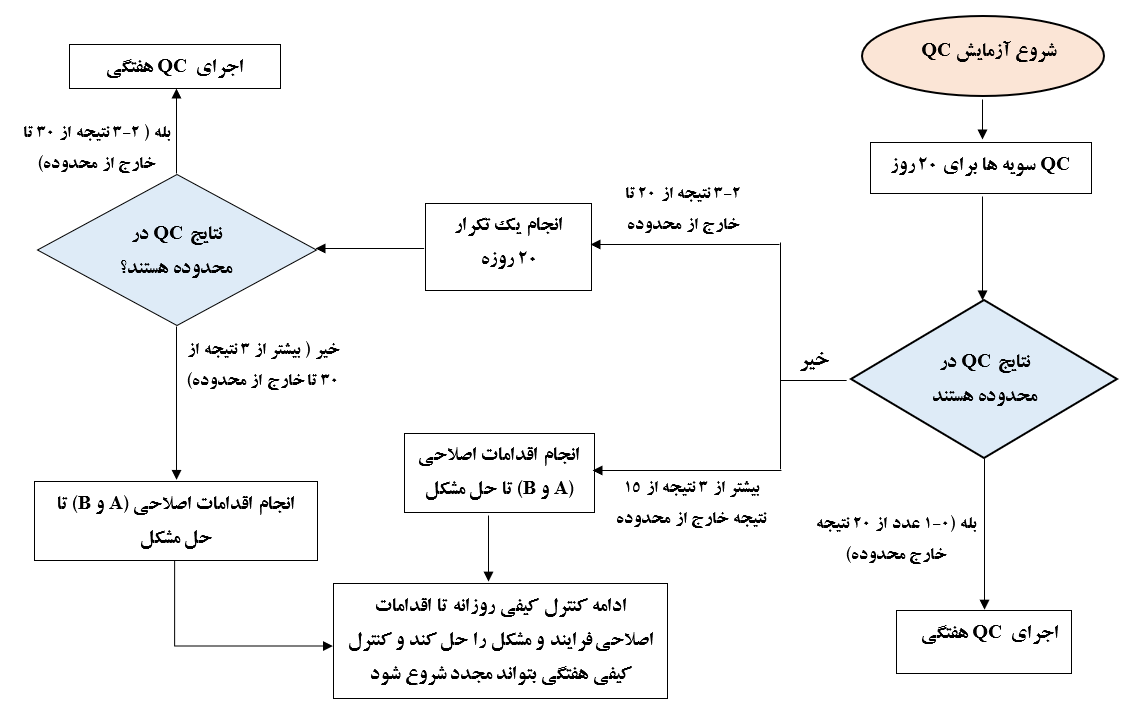 شروع آزمایش QC
QC سویه ها برای ۲۰ روز
نتایج QC در
محدوده هستند
بله (۰-۱ عدد از ۲۰ نتیجه
خارج محدوده)
اجرای QC هفتگی
خیر
۲-۳ نتیجه از ۲۰ تا
خارج از محدوده
انجام یک تکرار
۲۰ روزه
بیشتر از ۳ نتیجه از ۱۵
نتیجه خارج از محدوده
انجام اقدامات اصلاحی
(A و B) تا حل مشکل
نتایج QC در
محدوده هستند؟
بله ( ۲-۳ نتیجه از ۳۰ تا
خارج از محدوده)
اجرای QC هفتگی
خیر ( بیشتر از ۳ نتیجه از
۳۰ تا خارج از محدوده)
انجام اقدامات اصلاحی (A و B) تا
حل مشکل
ادامه کنترل کیفی روزانه تا اقدامات
اصلاحی فرایند و مشکل را حل کند و کنترل
کیفی هفتگی بتواند مجدد شروع شود